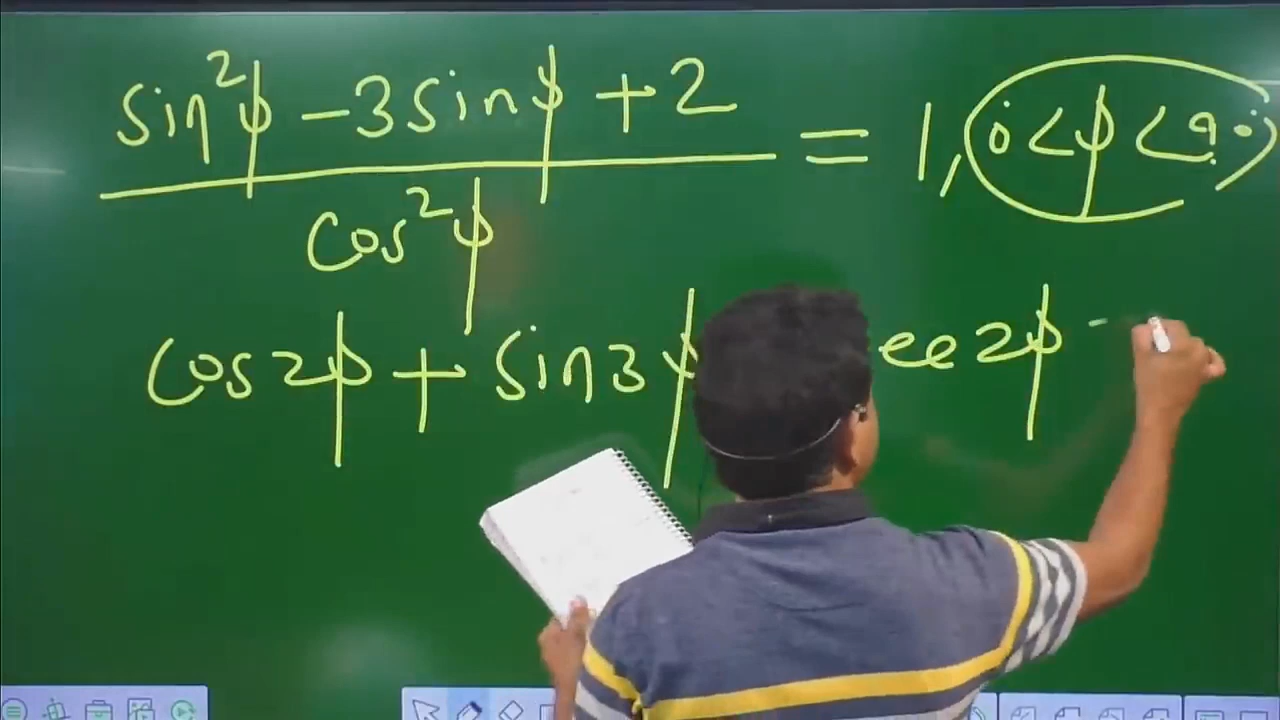 sin²ϕ - 3sinϕ + 2
= 1, 0° < ϕ < 90°
cos²ϕ
cos2ϕ + sin3ϕ ec2ϕ